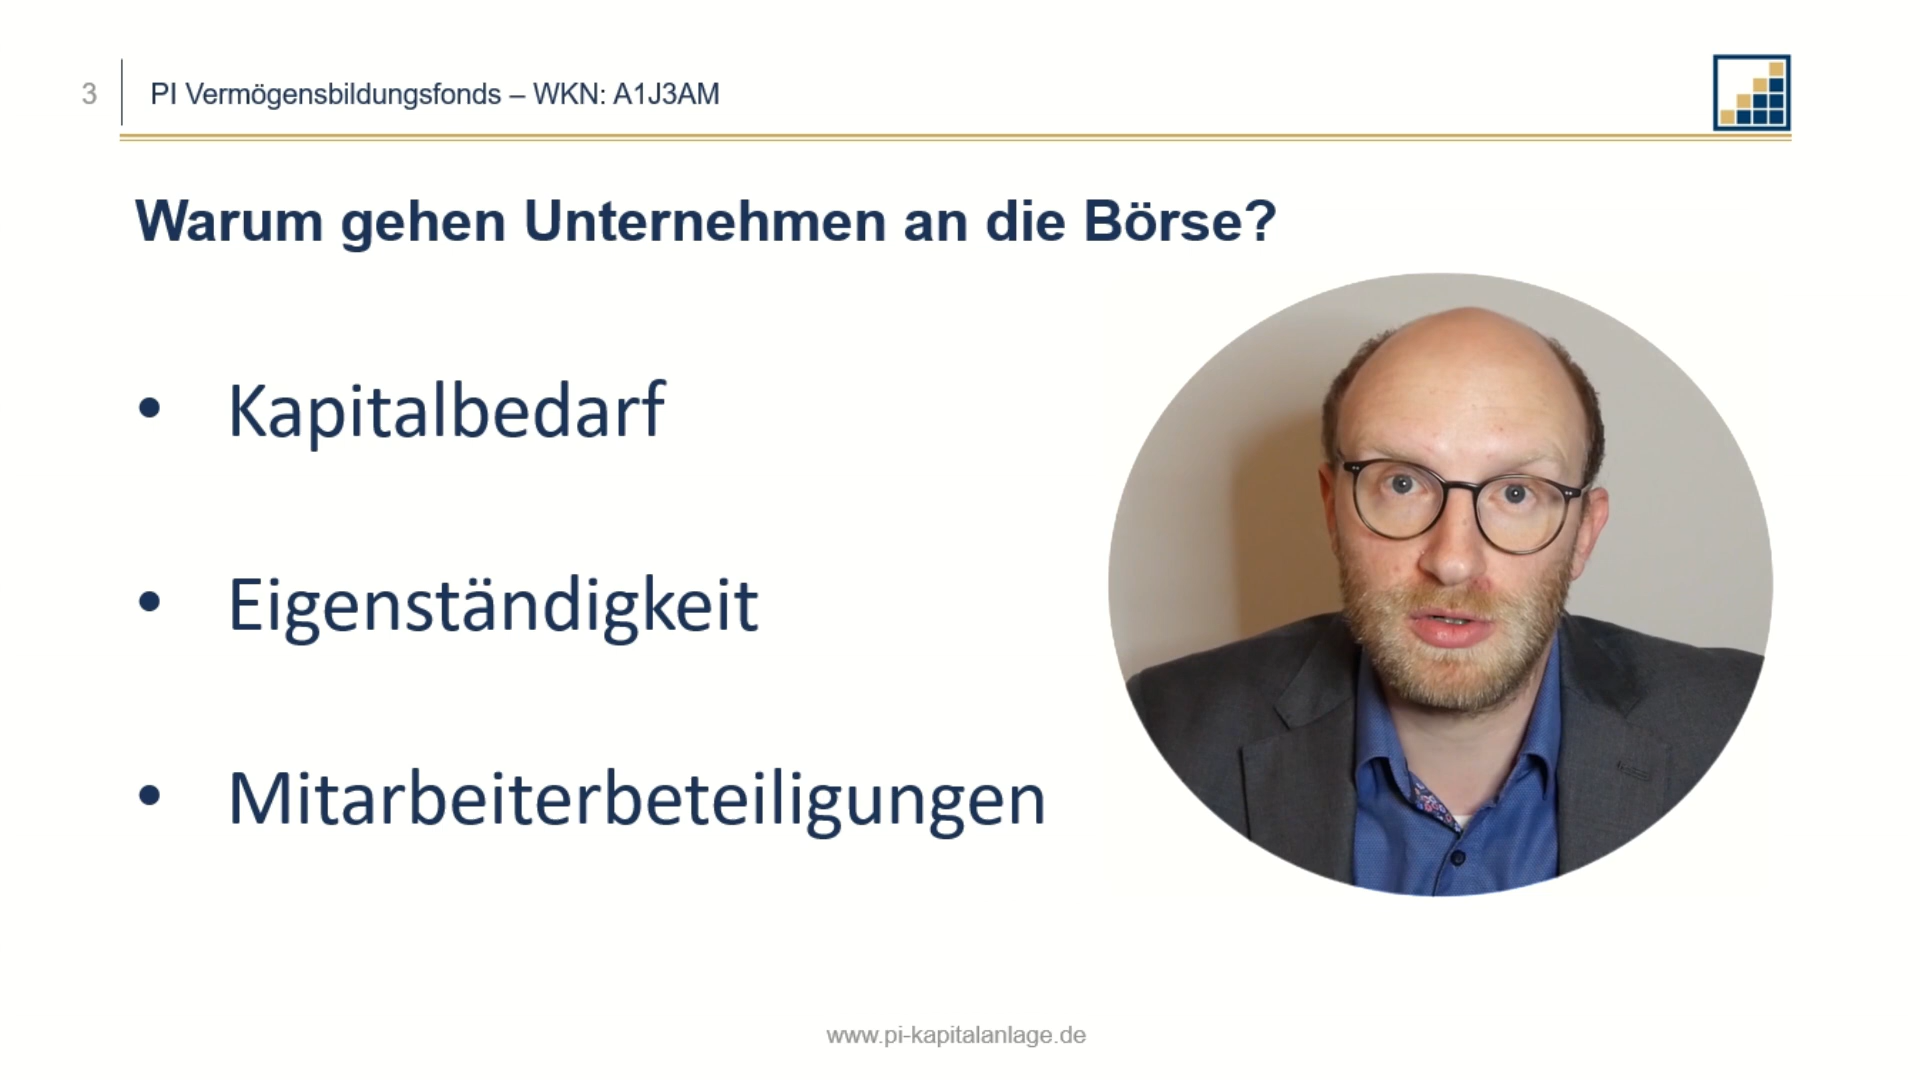 3
PI Vermögensbildungsfonds – WKN: A1J3AM
Warum gehen Unternehmen an die Börse?
• Kapitalbedarf
• Eigenständigkeit
• Mitarbeiterbeteiligungen
www.pi-kapitalanlage.de